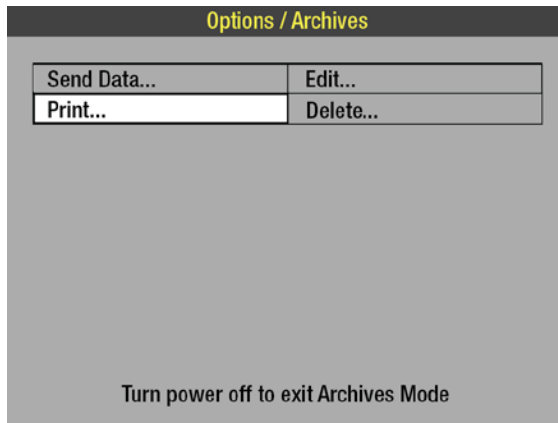 Options / Archives
Send Data... Edit...
Print... Delete...
Turn power off to exit Archives Mode